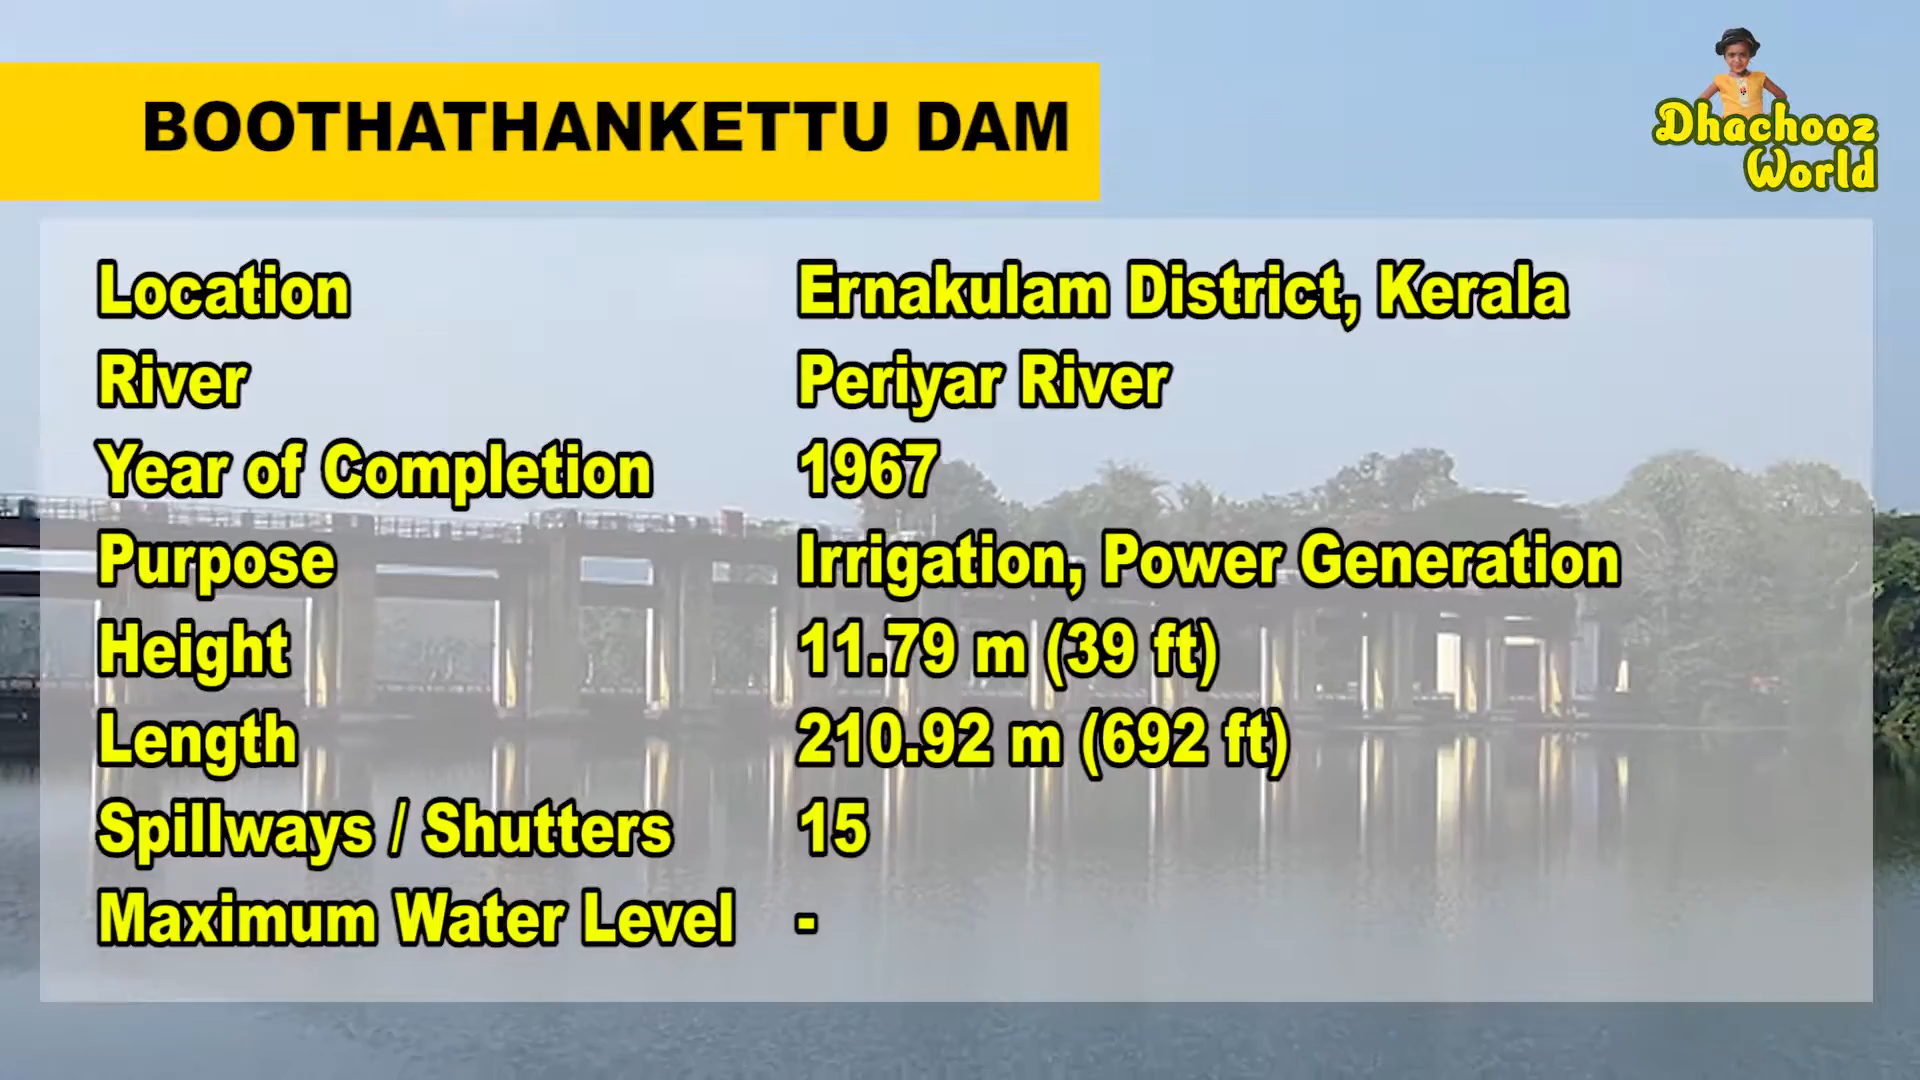 BOOTHATHANKETTU DAM
Dhachooz
World
Location Ernakulam District, Kerala
River Periyar River
Year of Completion 1967
Purpose Irrigation, Power Generation
Height 11.79 m (39 ft)
Length 210.92 m (692 ft)
Spillways / Shutters 15
Maximum Water Level -